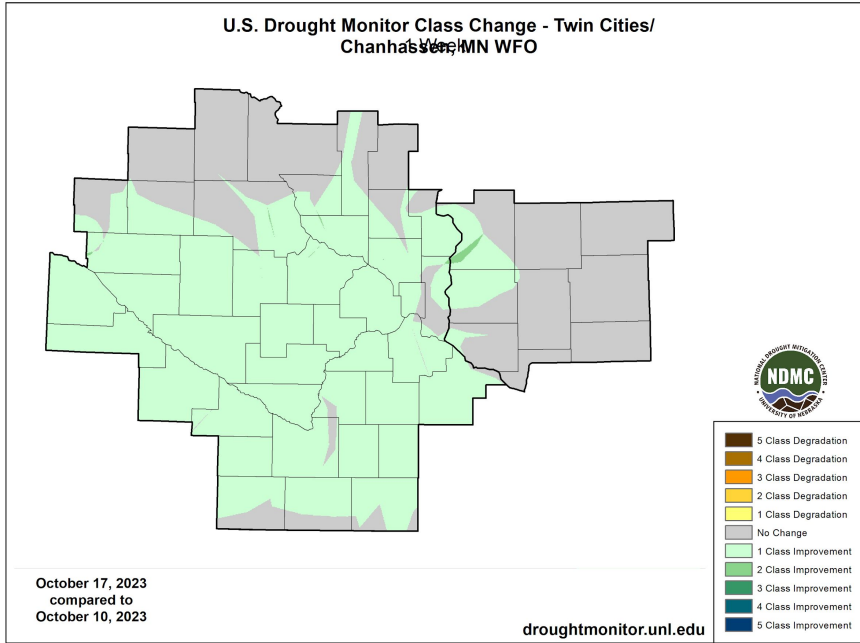 U.S. Drought Monitor Class Change - Twin Cities/
Chanhassen, MN WFO
1 Week
NATIONAL DROUGHT MITIGATION CENTER
NDMC
UNIVERSITY OF NEBRASKA
5 Class Degradation
4 Class Degradation
3 Class Degradation
2 Class Degradation
1 Class Degradation
No Change
1 Class Improvement
2 Class Improvement
3 Class Improvement
4 Class Improvement
5 Class Improvement
October 17, 2023
compared to
October 10, 2023
droughtmonitor.unl.edu